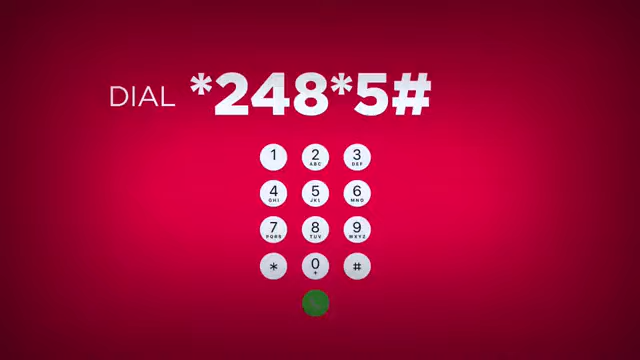 DIAL *248*5#
1 2 3
ABC DEF
4 5 6
GHI JKL MNO
7 8 9
PQRS TUV WXYZ
* 0 #
+